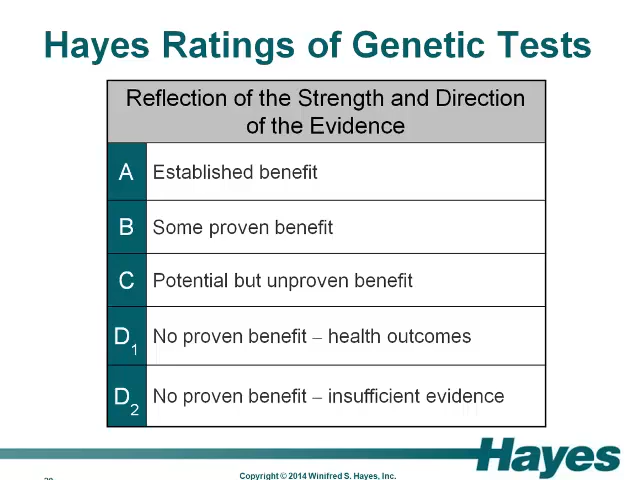 Hayes Ratings of Genetic Tests
Reflection of the Strength and Direction
of the Evidence
A Established benefit
B Some proven benefit
C Potential but unproven benefit
D1 No proven benefit – health outcomes
D2 No proven benefit – insufficient evidence
Hayes
Copyright © 2014 Winifred S. Hayes, Inc.